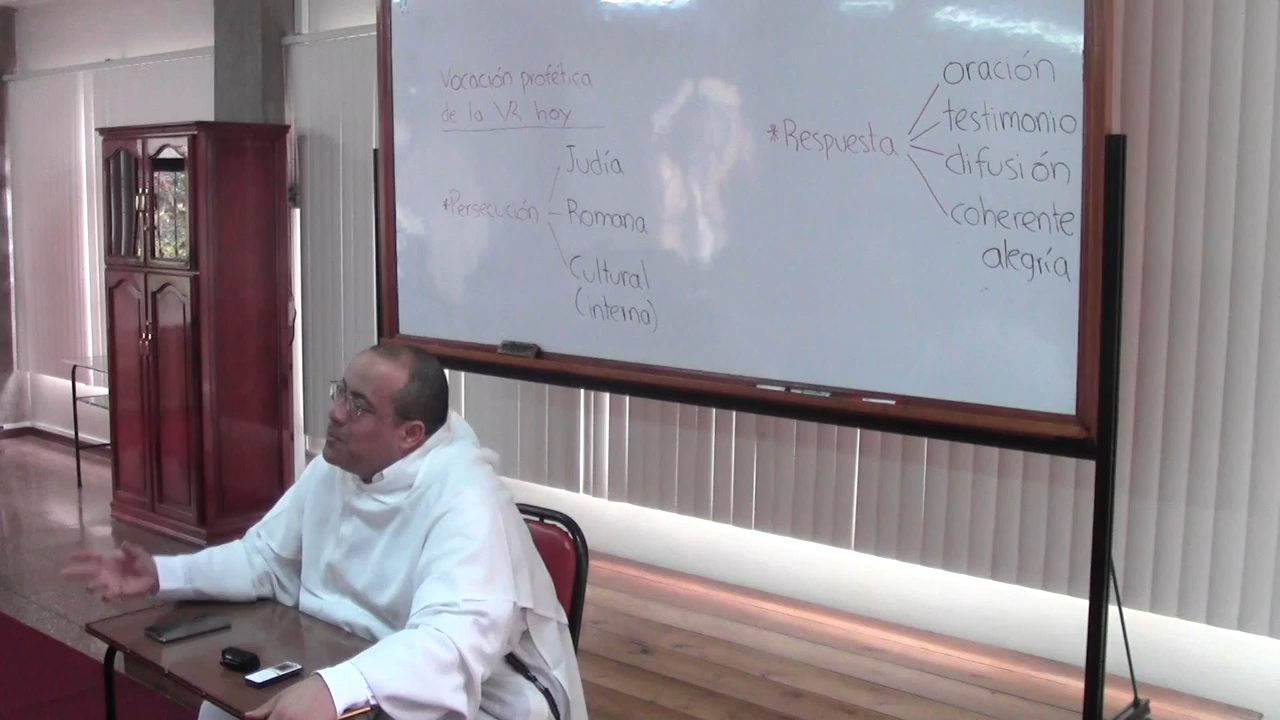 Vocación profética
de la VR hoy
*Persecución
Judía
Romana
Cultural
(interna)
*Respuesta
oración
testimonio
difusión
coherente
alegría